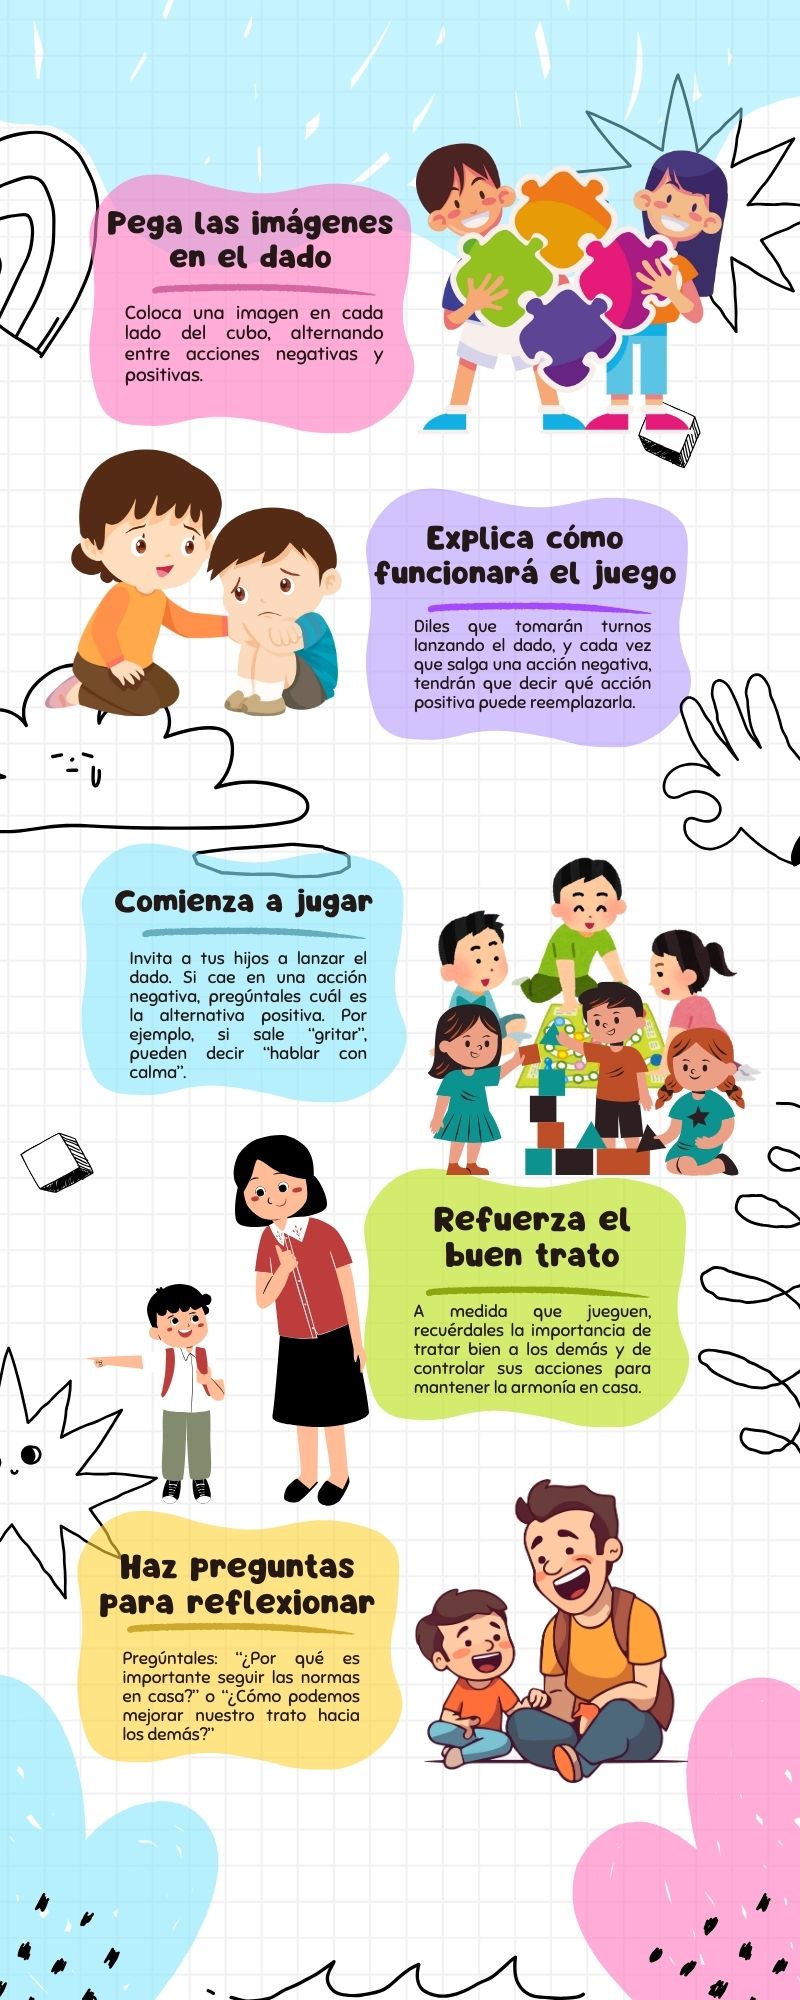 Pega las imágenes
en el dado
Coloca una imagen en cada
lado del cubo, alternando
entre acciones negativas y
positivas.
Explica cómo
funcionará el juego
Diles que tomarán turnos
lanzando el dado, y cada vez
que salga una acción negativa,
tendrán que decir qué acción
positiva puede reemplazarla.
Comienza a jugar
Invita a tus hijos a lanzar el
dado. Si cae en una acción
negativa, pregúntales cuál es
la alternativa positiva. Por
ejemplo, si sale “gritar”,
pueden decir “hablar con
calma”.
Refuerza el
buen trato
A medida que jueguen,
recuérdales la importancia de
tratar bien a los demás y de
controlar sus acciones para
mantener la armonía en casa.
Haz preguntas
para reflexionar
Pregúntales: “¿Por qué es
importante seguir las normas
en casa?” o “¿Cómo podemos
mejorar nuestro trato hacia
los demás?”